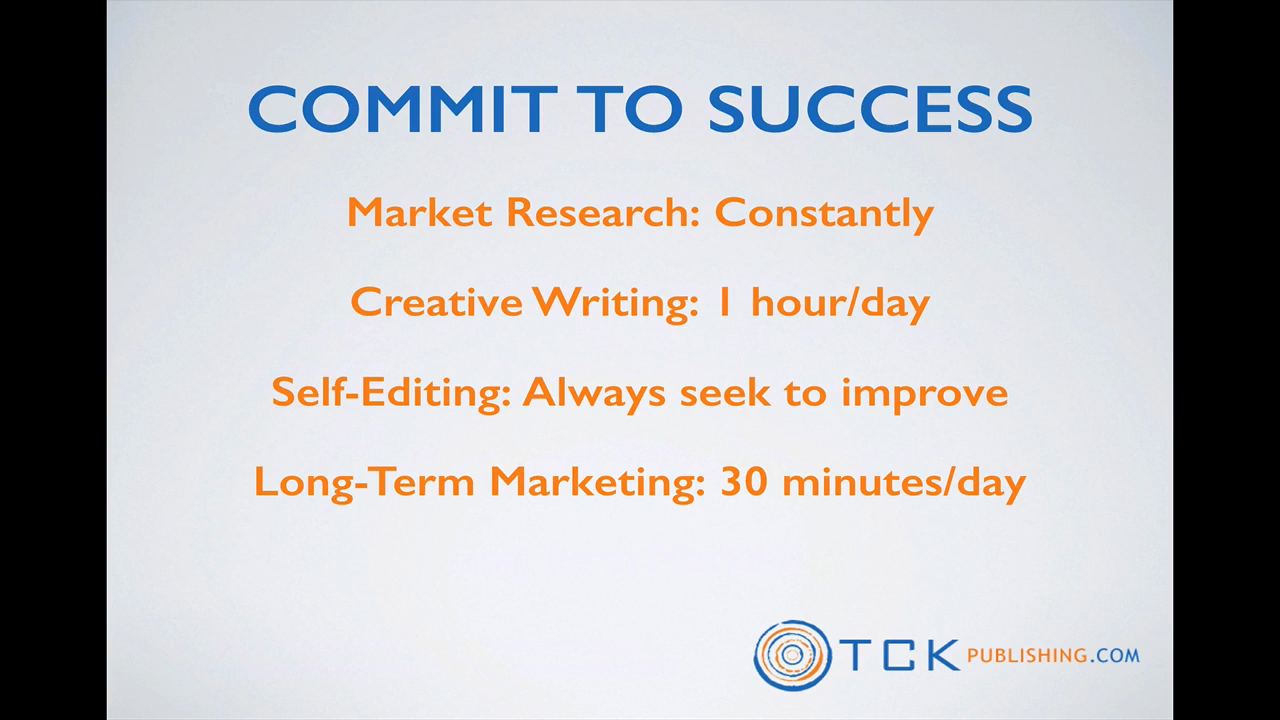 COMMIT TO SUCCESS
Market Research: Constantly
Creative Writing: 1 hour/day
Self-Editing: Always seek to improve
Long-Term Marketing: 30 minutes/day
TCK PUBLISHING.COM